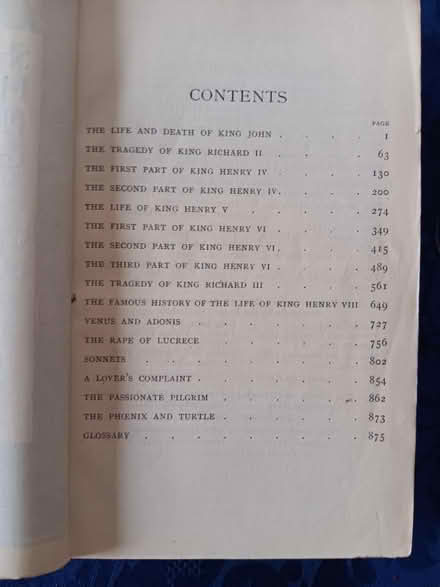 CONTENTS
PAGE
THE LIFE AND DEATH OF KING JOHN . . . . 1
THE TRAGEDY OF KING RICHARD II . . . . 63
THE FIRST PART OF KING HENRY IV . . . . 130
THE SECOND PART OF KING HENRY IV. . . . . 200
THE LIFE OF KING HENRY V . . . . . 274
THE FIRST PART OF KING HENRY VI . . . . 349
THE SECOND PART OF KING HENRY VI . . . . 415
THE THIRD PART OF KING HENRY VI . . . . 489
THE TRAGEDY OF KING RICHARD III . . . . 561
THE FAMOUS HISTORY OF THE LIFE OF KING HENRY VIII 649
VENUS AND ADONIS . . . . . . 727
THE RAPE OF LUCRECE . . . . . . 756
SONNETS . . . . . . . . 802
A LOVER'S COMPLAINT . . . . . . 854
THE PASSIONATE PILGRIM . . . . . 862
THE PHŒNIX AND TURTLE . . . . . 873
GLOSSARY . . . . . . . . 875